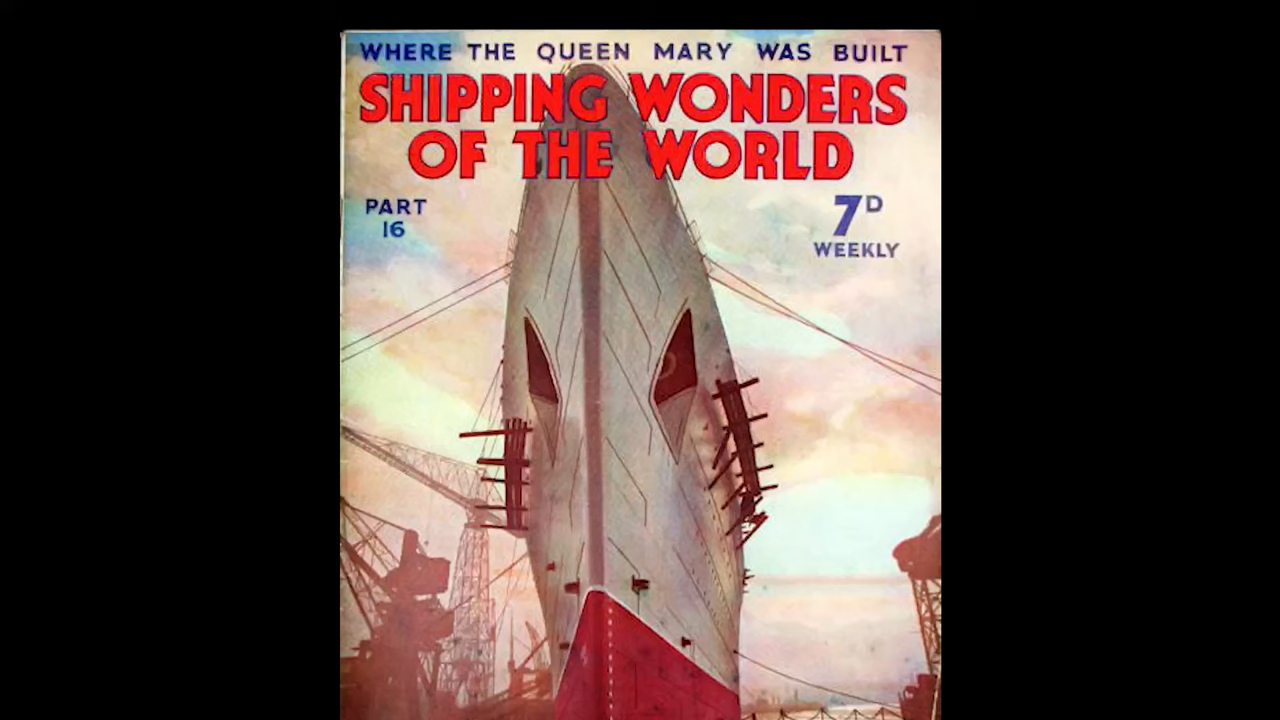 WHERE THE QUEEN MARY WAS BUILT
SHIPPING WONDERS
OF THE WORLD
PART
16
7D
WEEKLY